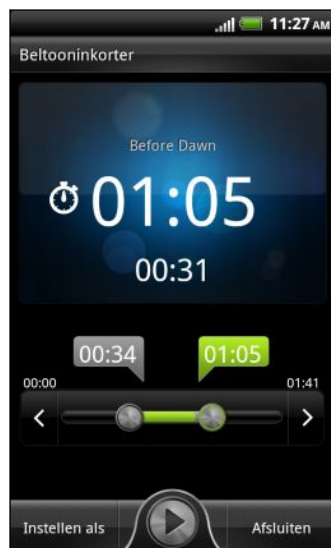 11:27 AM
Beltooninkorter
Before Dawn
01:05
00:31
00:34 01:05
00:00 01:41
Instellen als Afsluiten